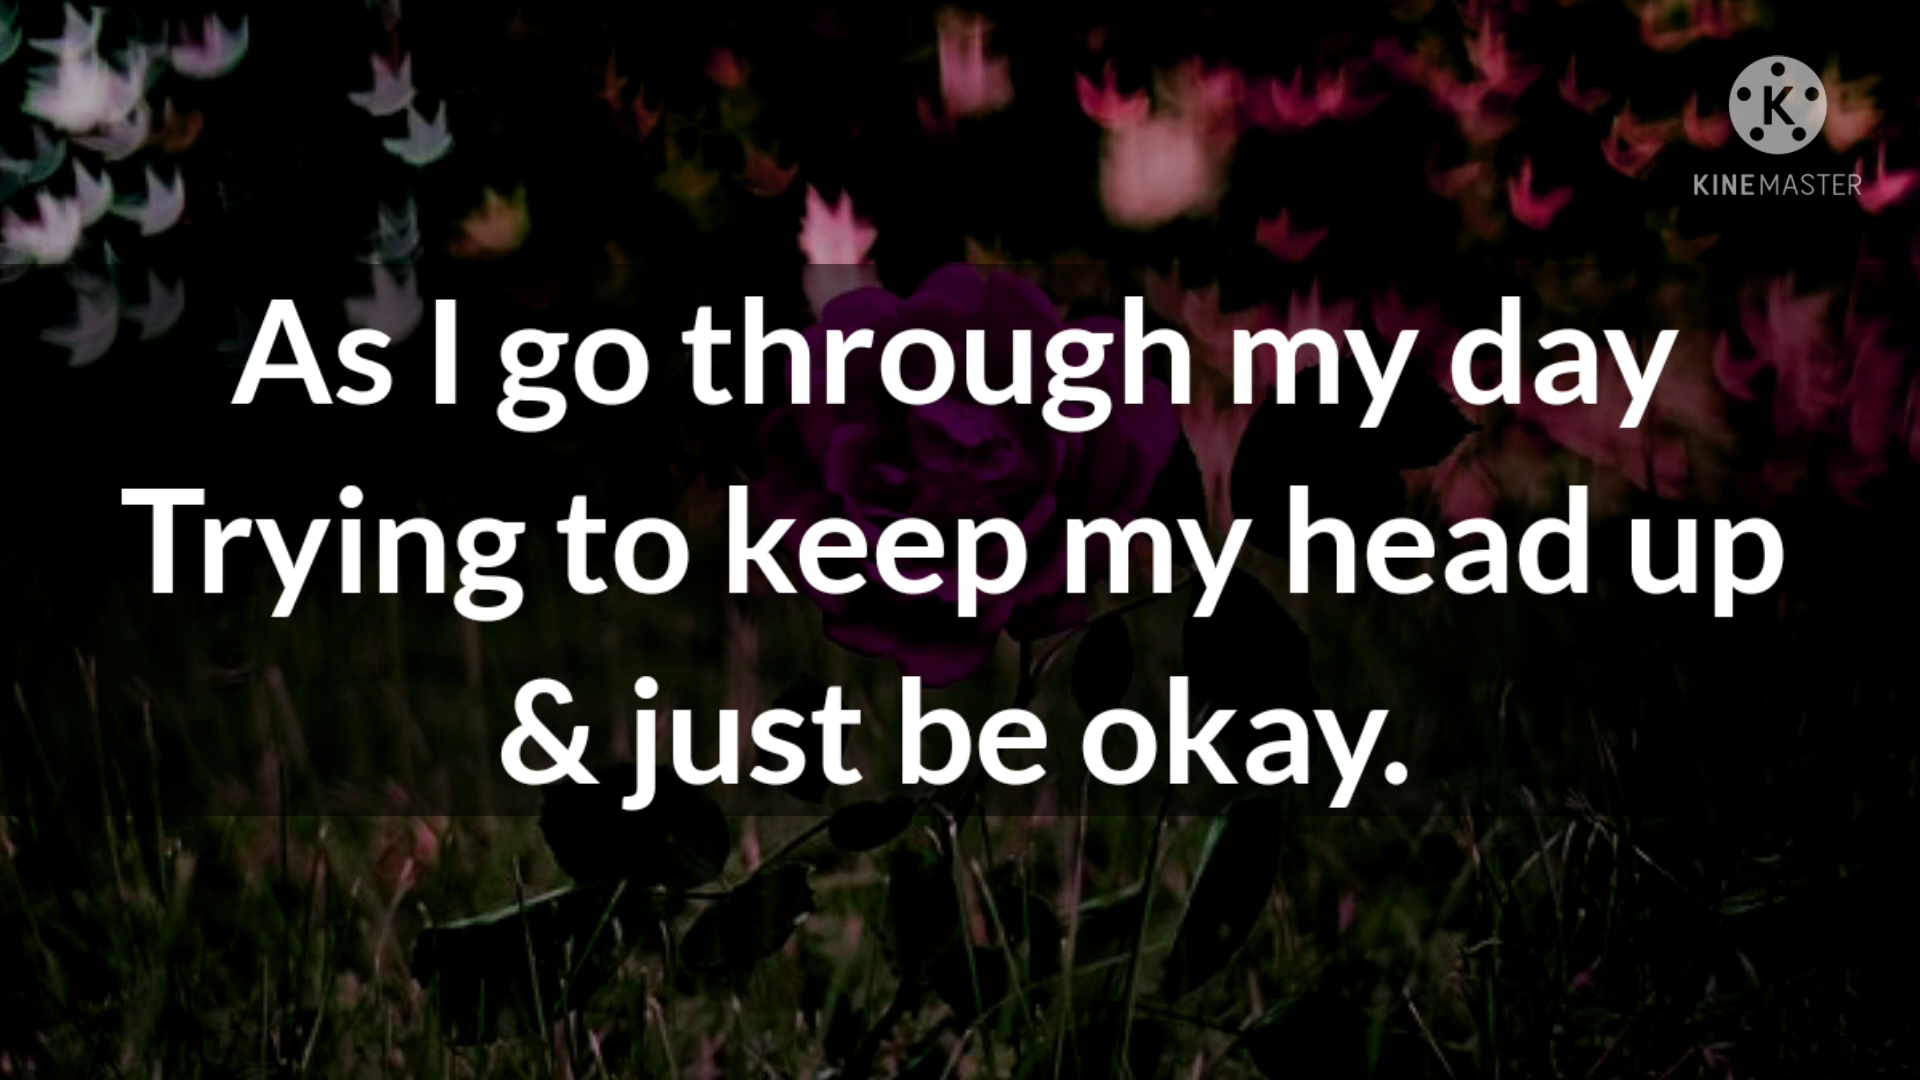 K
KINEMASTER
As I go through my day
Trying to keep my head up
& just be okay.